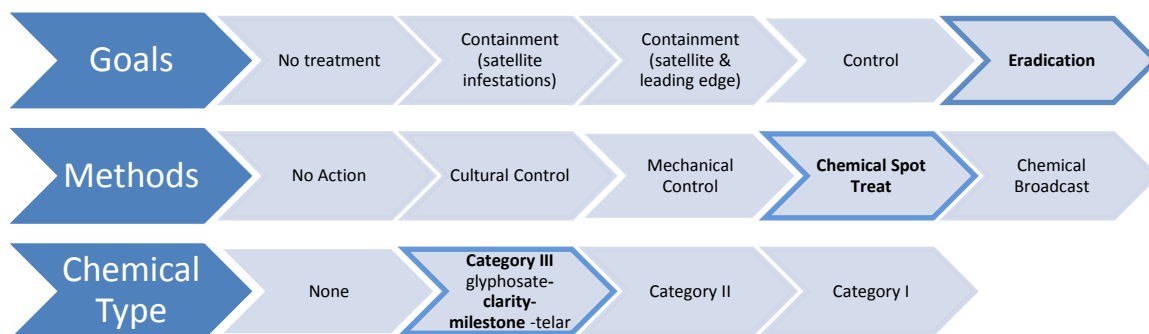 Goals
No treatment
Containment
(satellite
infestations)
Containment
(satellite &
leading edge)
Control
Eradication
Methods
No Action
Cultural Control
Mechanical
Control
Chemical Spot
Treat
Chemical
Broadcast
Chemical
Type
None
Category III
glyphosate-
clarity-
milestone -telar
Category II
Category I